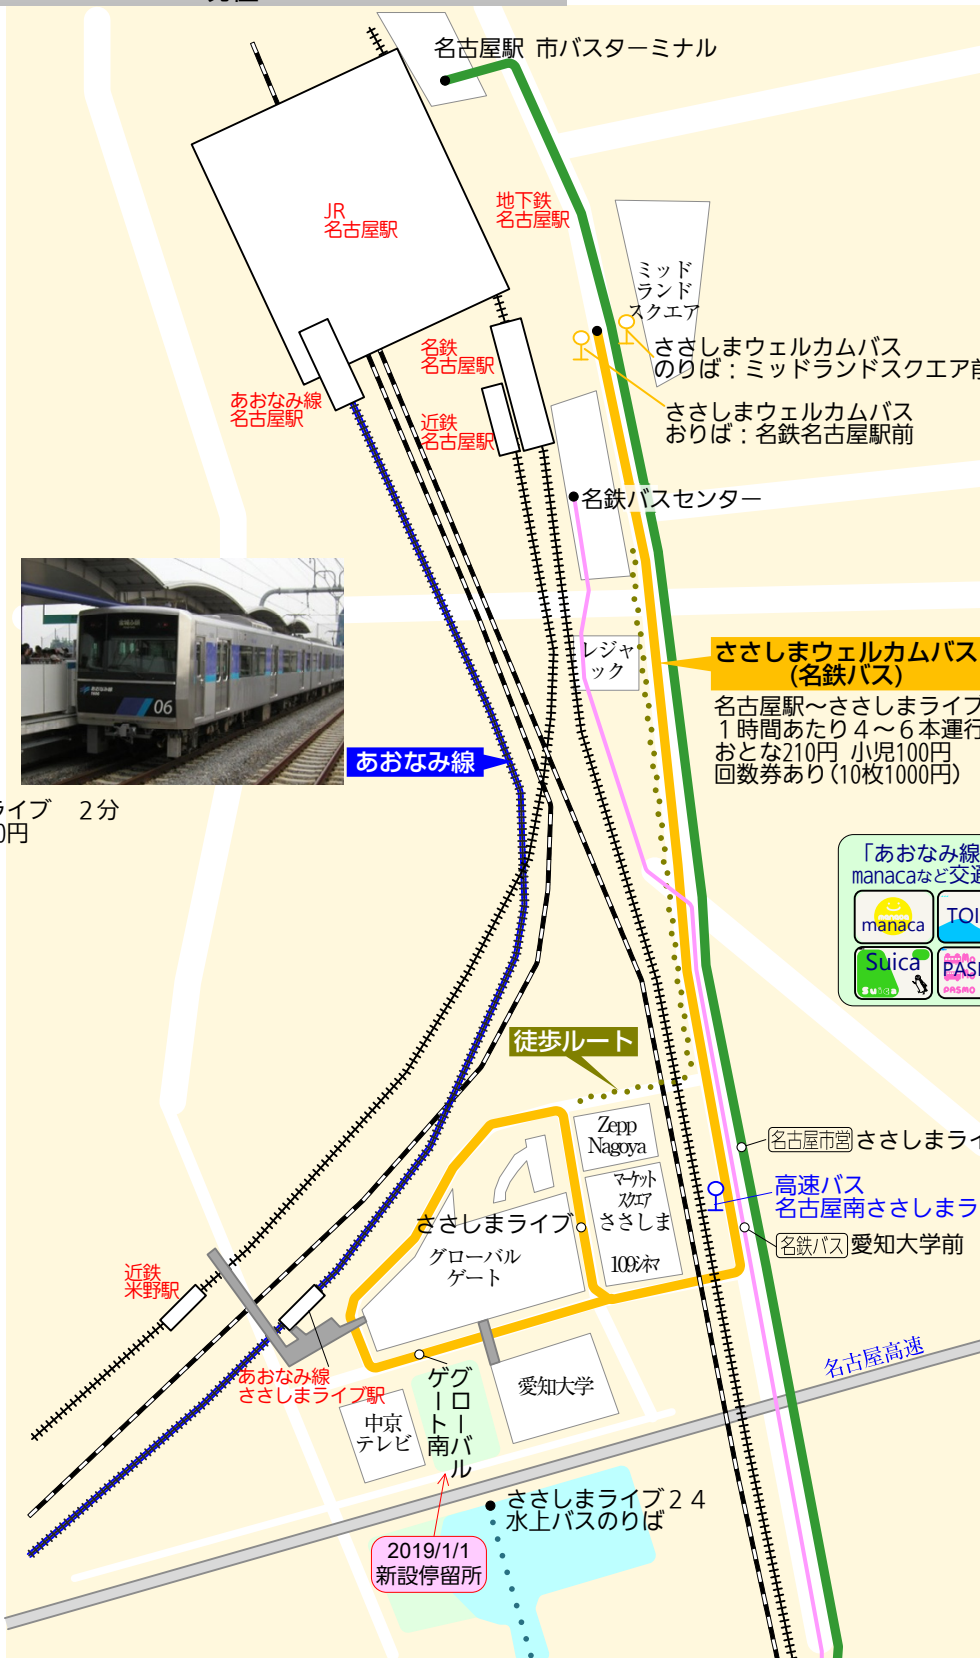 名古屋駅 市バスターミナル
JR
名古屋駅
地下鉄
名古屋駅
ミッド
ランド
スクエア
ささしまウェルカムバス
のりば：ミッドランドスクエア前
名鉄
名古屋駅
あおなみ線
名古屋駅
近鉄
名古屋駅
ささしまウェルカムバス
おりば：名鉄名古屋駅前
名鉄バスセンター
レジャ
ック
06
あおなみ線
ささしまウェルカムバス
(名鉄バス)
名古屋駅～ささしまライブ
１時間あたり４～６本運行
おとな210円 小児100円
回数券あり(10枚1000円)
ライブ 2分
0円
「あおなみ線
manacaなど交通
manaca
TOI
Suica
Suica
PAS
PASMO
徒歩ルート
Zepp
Nagoya
マーケット
スクエア
ささしま
109シネマ
名古屋市営 ささしまライ
高速バス
名古屋南ささしまラ
名鉄バス 愛知大学前
ささしまライブ
グローバル
ゲート
近鉄
米野駅
あおなみ線
ささしまライブ駅
グローバル
ゲート南
愛知大学
中京
テレビ
名古屋高速
ささしまライブ２４
水上バスのりば
2019/1/1
新設停留所